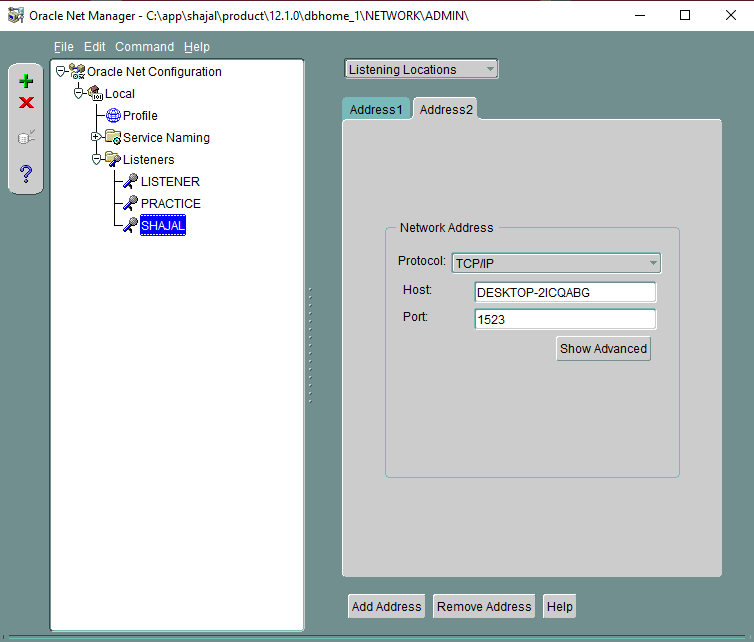 Oracle Net Manager - C:\app\shajal\product\12.1.0\dbhome_1\NETWORK\ADMIN\
File Edit Command Help
Oracle Net Configuration
Local
Profile
Service Naming
Listeners
LISTENER
PRACTICE
SHAJAL
Listening Locations
Address1 Address2
Network Address
Protocol: TCP/IP
Host: DESKTOP-2ICQABG
Port: 1523
Show Advanced
Add Address Remove Address Help